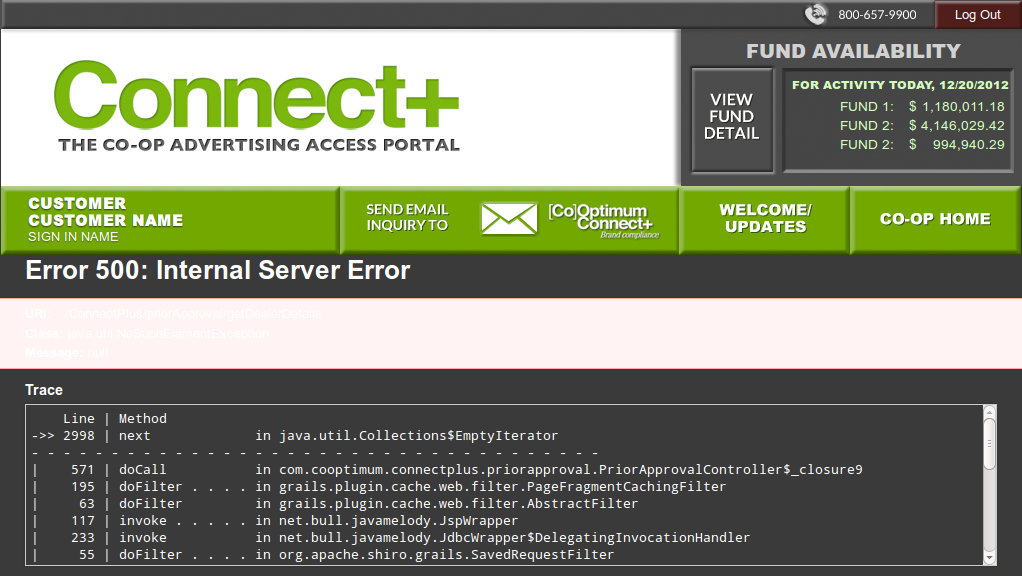 800-657-9900
Log Out
Connect+
THE CO-OP ADVERTISING ACCESS PORTAL
FUND AVAILABILITY
VIEW
FUND
DETAIL
FOR ACTIVITY TODAY, 12/20/2012
FUND 1: $ 1,180,011.18
FUND 2: $ 4,146,029.42
FUND 2: $ 994,940.29
CUSTOMER
CUSTOMER NAME
SIGN IN NAME
SEND EMAIL
INQUIRY TO
[Co]Optimum
Connect+
Brand compliance
WELCOME/
UPDATES
CO-OP HOME
Error 500: Internal Server Error
URI: /ConnectPlus/priorApproval/getDealerDetails
Class: java.util.NoSuchElementException
Message: null
Trace
Line | Method
->> 2998 | next in java.util.Collections$EmptyIterator
- - - - - - - - - - - - - - - - - - - - - - - - - - - - - - - - - - - -
| 571 | doCall in com.cooptimum.connectplus.priorapproval.PriorApprovalController$_closure9
| 195 | doFilter . . . . in grails.plugin.cache.web.filter.PageFragmentCachingFilter
| 63 | doFilter in grails.plugin.cache.web.filter.AbstractFilter
| 117 | invoke . . . . . in net.bull.javamelody.JspWrapper
| 233 | invoke in net.bull.javamelody.JdbcWrapper$DelegatingInvocationHandler
| 55 | doFilter . . . . in org.apache.shiro.grails.SavedRequestFilter